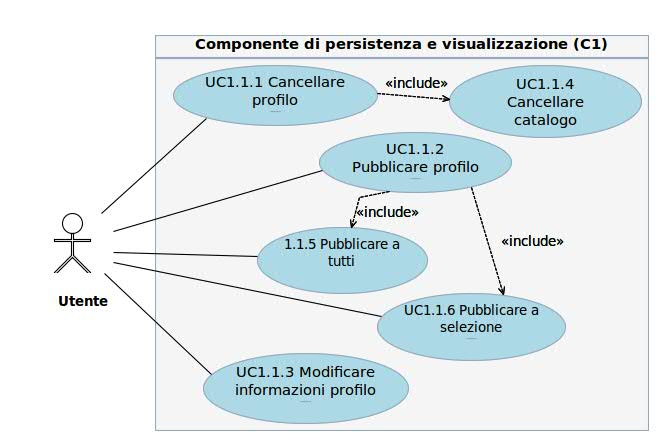 Componente di persistenza e visualizzazione (C1)
UC1.1.1 Cancellare
profilo
«include»
UC1.1.4
Cancellare
catalogo
UC1.1.2
Pubblicare profilo
«include»
«include»
1.1.5 Pubblicare a
tutti
Utente
UC1.1.6 Pubblicare a
selezione
UC1.1.3 Modificare
informazioni profilo